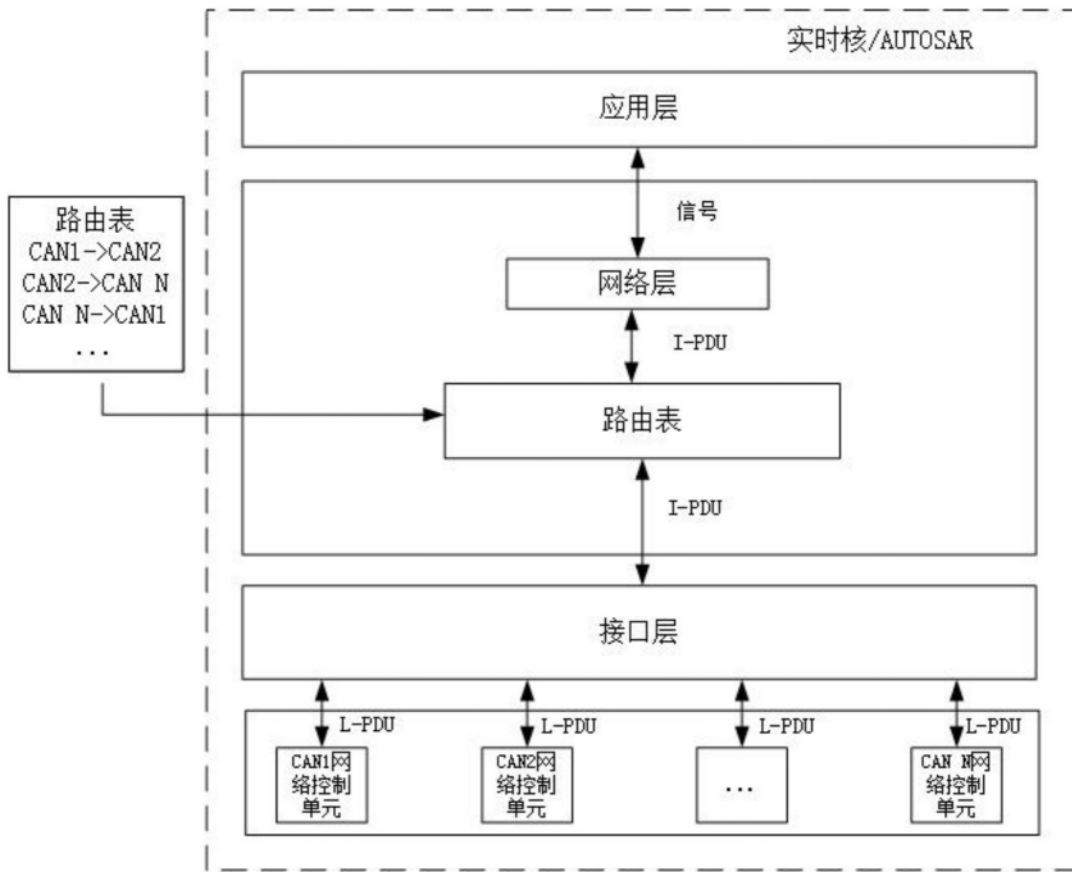 实时核/AUTOSAR
应用层
信号
路由表
CAN1->CAN2
CAN2->CAN N
CAN N->CAN1
...
网络层
I-PDU
路由表
I-PDU
接口层
L-PDU
L-PDU
L-PDU
L-PDU
CAN1网
络控制
单元
CAN2网
络控制
单元
...
CAN N网
络控制
单元